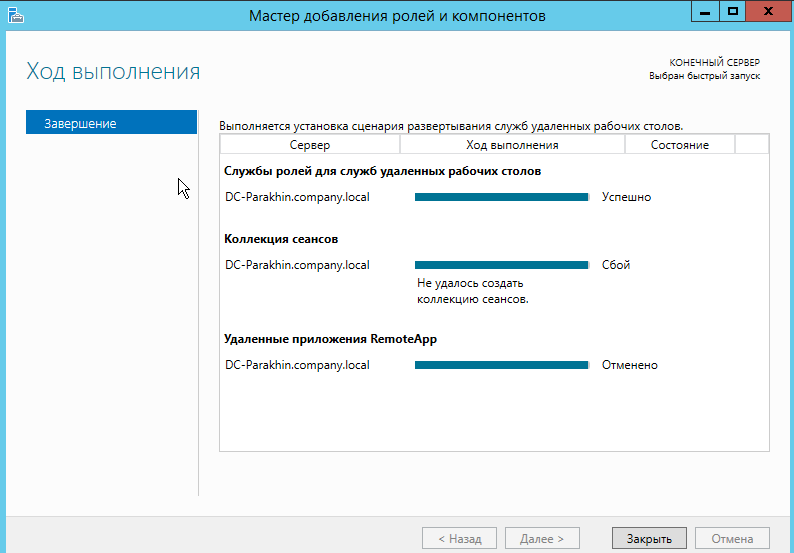 Мастер добавления ролей и компонентов
Ход выполнения
КОНЕЧНЫЙ СЕРВЕР
Выбран быстрый запуск
Завершение
Выполняется установка сценария развертывания служб удаленных рабочих столов.
Сервер Ход выполнения Состояние
Службы ролей для служб удаленных рабочих столов
DC-Parakhin.company.local Успешно
Коллекция сеансов
DC-Parakhin.company.local Сбой
Не удалось создать
коллекцию сеансов.
Удаленные приложения RemoteApp
DC-Parakhin.company.local Отменено
< Назад Далее > Закрыть Отмена